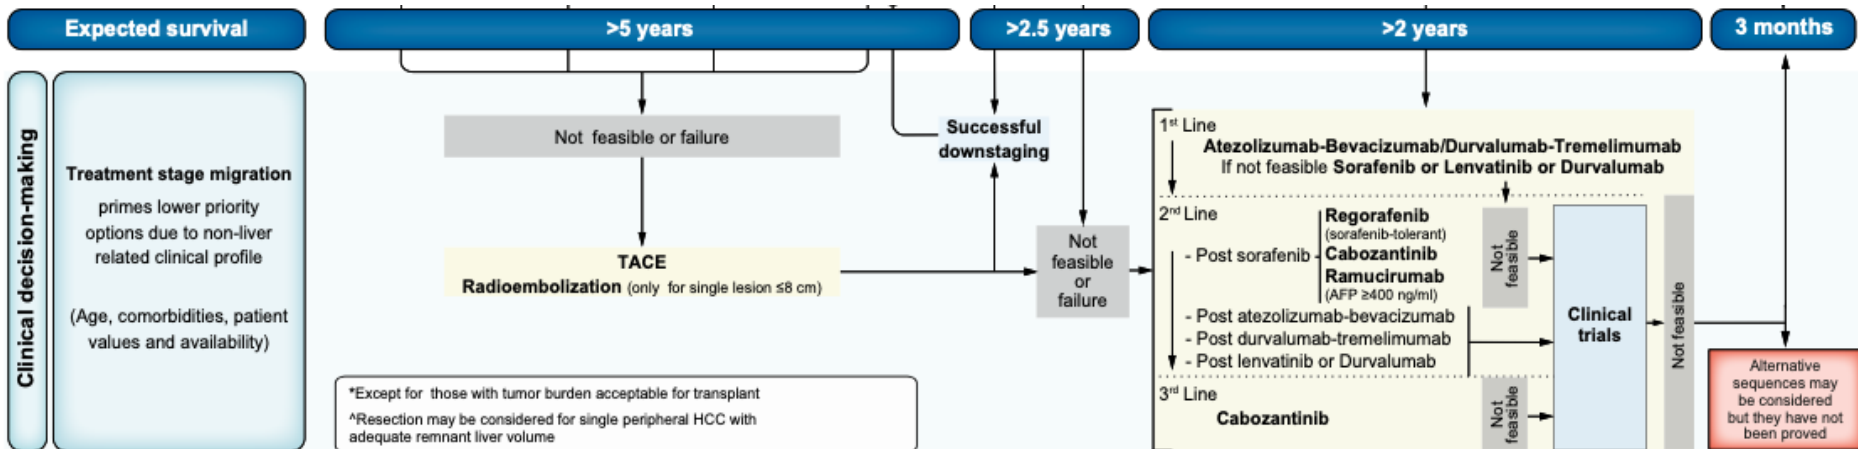 Expected survival
>5 years
>2.5 years
>2 years
3 months
Clinical decision-making
Treatment stage migration
primes lower priority
options due to non-liver
related clinical profile
(Age, comorbidities, patient
values and availability)
Not feasible or failure
TACE
Radioembolization (only for single lesion ≤8 cm)
*Except for those with tumor burden acceptable for transplant
^Resection may be considered for single peripheral HCC with
adequate remnant liver volume
Successful
downstaging
Not
feasible
or
failure
1st Line
Atezolizumab-Bevacizumab/Durvalumab-Tremelimumab
If not feasible Sorafenib or Lenvatinib or Durvalumab
2nd Line
- Post sorafenib
Regorafenib
(sorafenib-tolerant)
Cabozantinib
Ramucirumab
(AFP ≥400 ng/ml)
- Post atezolizumab-bevacizumab
- Post durvalumab-tremelimumab
- Post lenvatinib or Durvalumab
3rd Line
Cabozantinib
Not
feasible
Not
feasible
Clinical
trials
Not feasible
Alternative
sequences may
be considered
but they have not
been proved